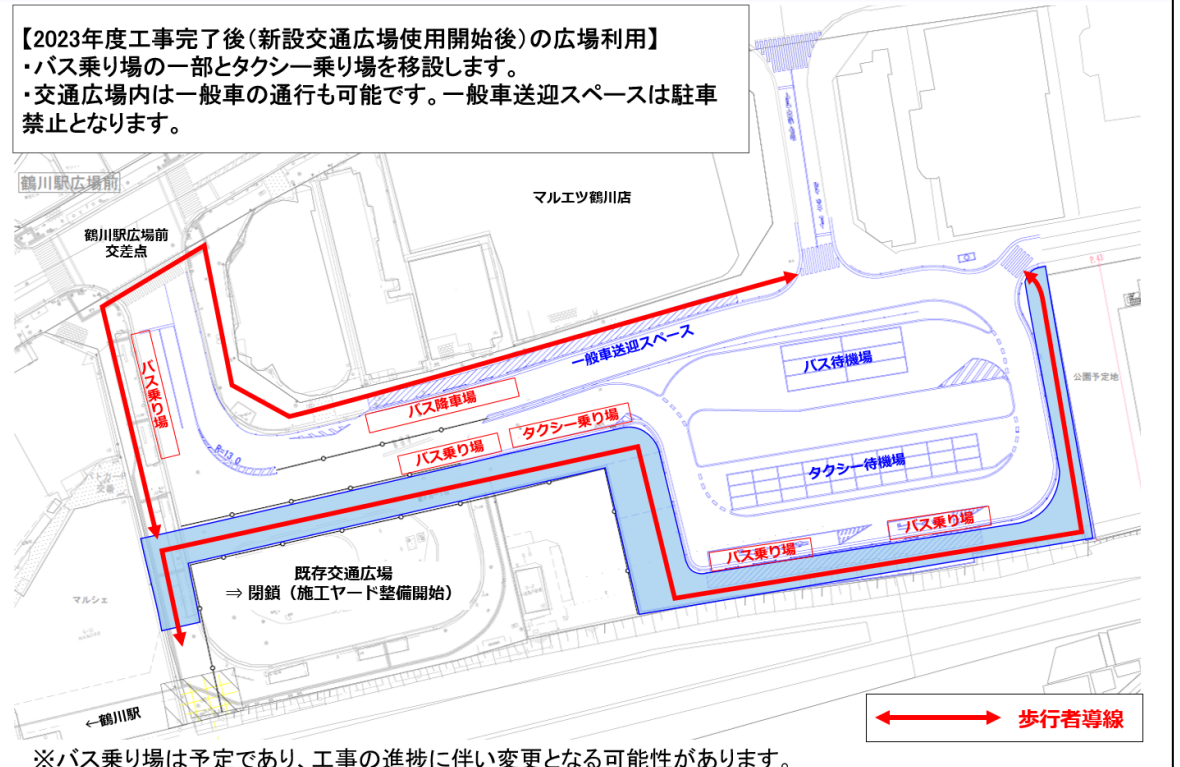 【2023年度工事完了後(新設交通広場使用開始後)の広場利用】
・バス乗り場の一部とタクシー乗り場を移設します。
・交通広場内は一般車の通行も可能です。一般車送迎スペースは駐車
禁止となります。
鶴川駅広場前
マルエツ鶴川店
鶴川駅広場前
交差点
バス乗り場
一般車送迎スペース
バス待機場
公園予定地
バス降車場
タクシー乗り場
バス乗り場
R=13.0
タクシー待機場
バス乗り場
バス乗り場
既存交通広場
⇒ 閉鎖(施工ヤード整備開始)
マルシェ
←鶴川駅
歩行者導線
※バス乗り場は予定であり、工事の進捗に伴い変更となる可能性があります。